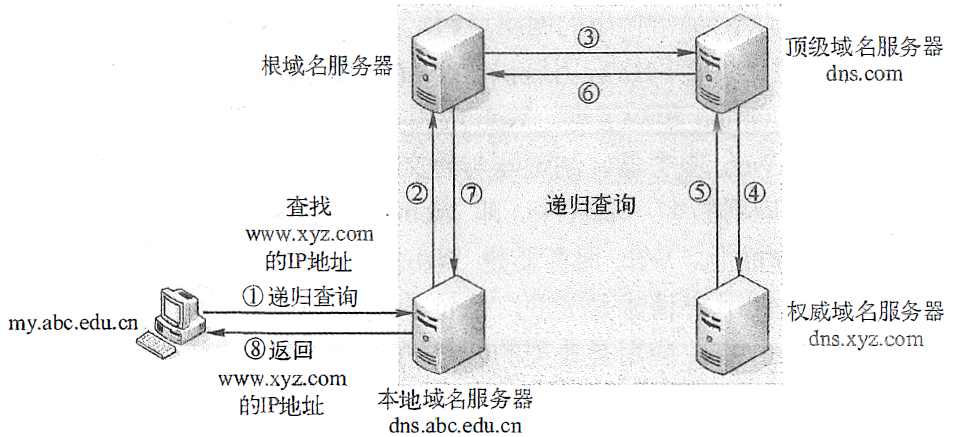 根域名服务器
③
⑥
顶级域名服务器
dns.com
②
⑦
递归查询
⑤
④
查找
www.xyz.com
的IP地址
①递归查询
my.abc.edu.cn
⑧返回
www.xyz.com
的IP地址
本地域名服务器
dns.abc.edu.cn
权威域名服务器
dns.xyz.com